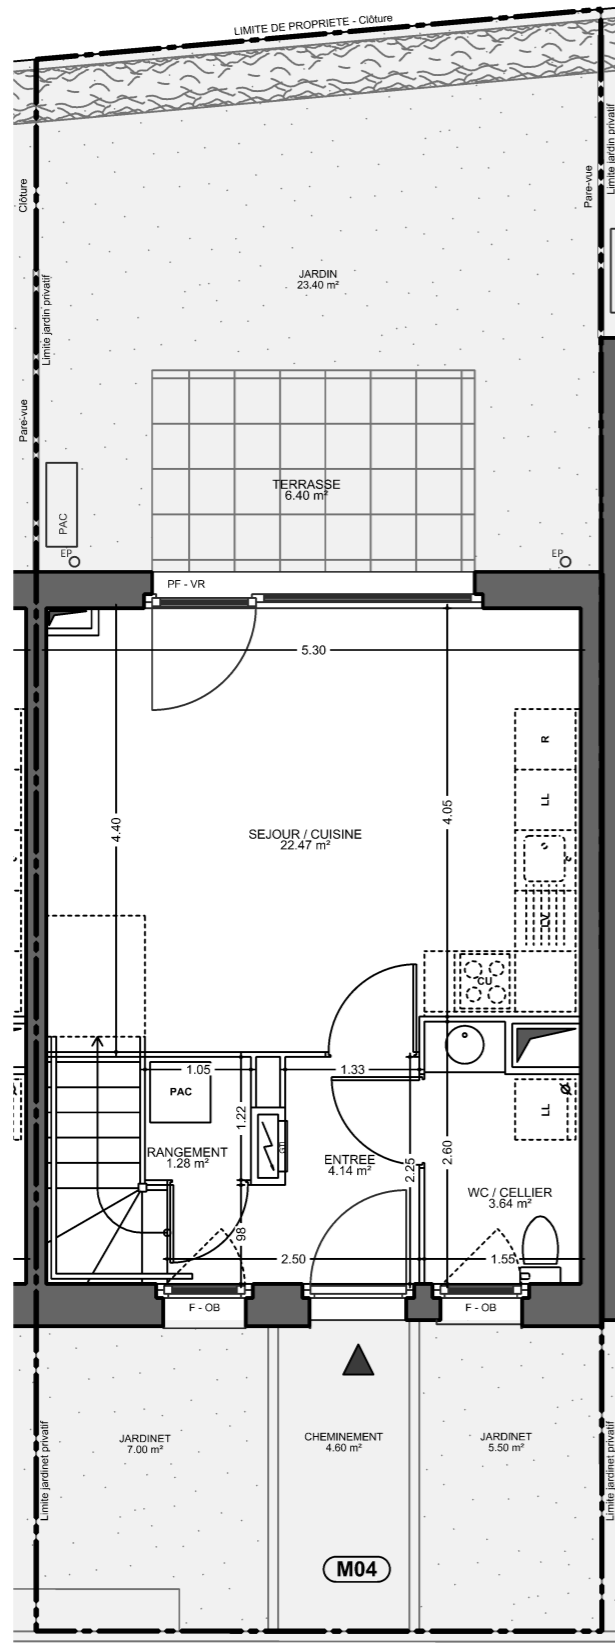 LIMITE DE PROPRIETE - Clôture
Limite jardin privatif
Pare-vue
Clôture
JARDIN
23.40 m²
Limite jardin privatif
Pare-vue
TERRASSE
6.40 m²
PAC
EP
EP
PF - VR
5.30
R
LL
4.40
4.05
SEJOUR / CUISINE
22.47 m²
LV
CU
1.05
1.33
PAC
LL
1.22
RANGEMENT
1.28 m²
GTL
ENTREE
4.14 m²
2.25
2.60
WC / CELLIER
3.64 m²
98
2.50
1.55
F - OB
F - OB
JARDINET
7.00 m²
CHEMINEMENT
4.60 m²
JARDINET
5.50 m²
Limite jardinet privatif
Limite jardinet privatif
M04